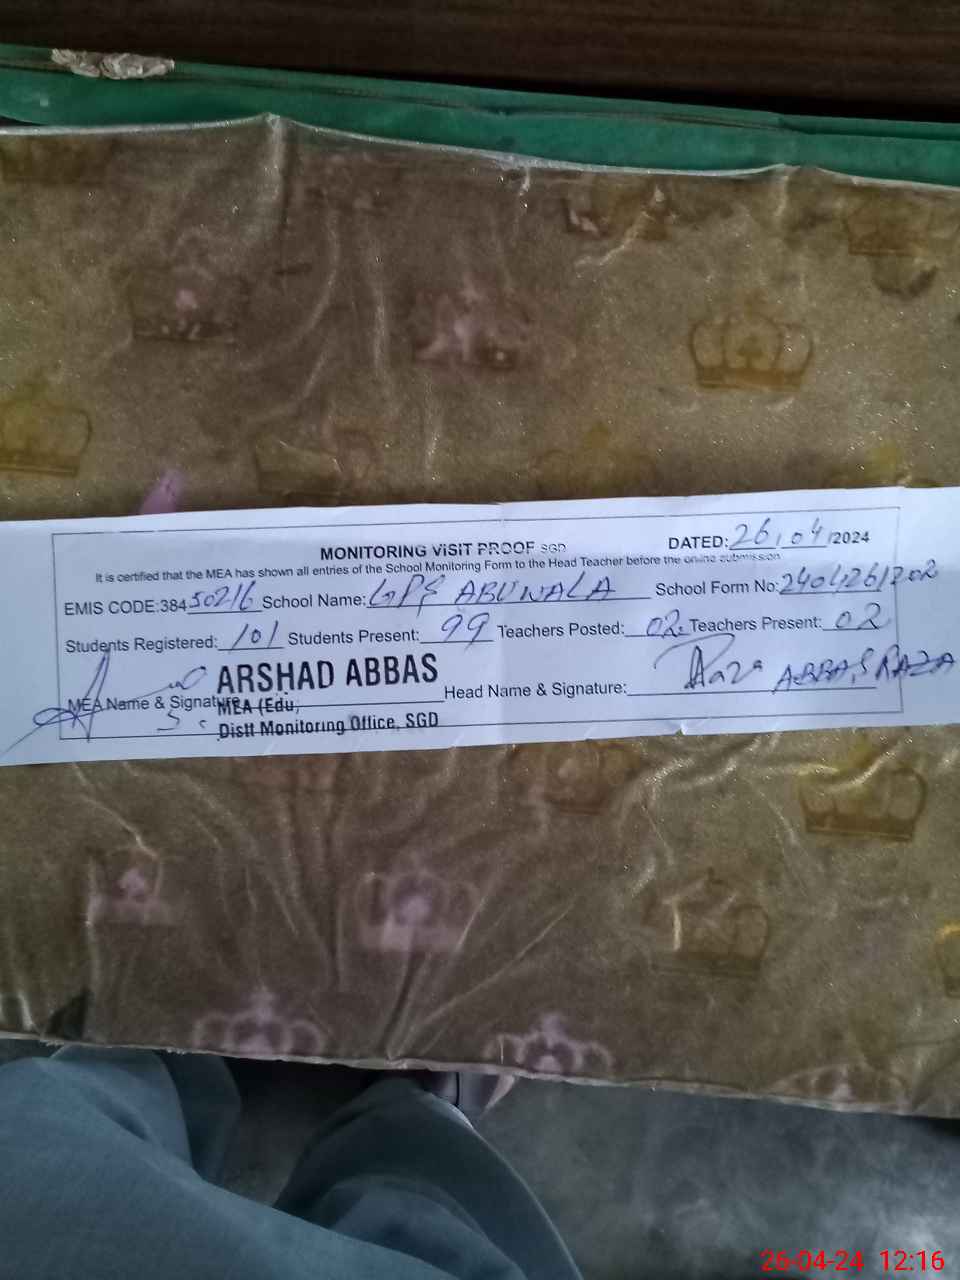 MONITORING ViSIT PROOF SGD DATED: 26/04/2024
It is certified that the MEA has shown all entries of the School Monitoring Form to the Head Teacher before the online submission
EMIS CODE:38450216 School Name: GPS ABUWALA School Form No: 2404261202
Students Registered: 101 Students Present: 99 Teachers Posted: 02 Teachers Present: 02
MEA Name & Signature ARSHAD ABBAS Head Name & Signature: Raza ABBAS RAZA
MEA (Edu)
Distt Monitoring Office, SGD
26-04-24 12:16